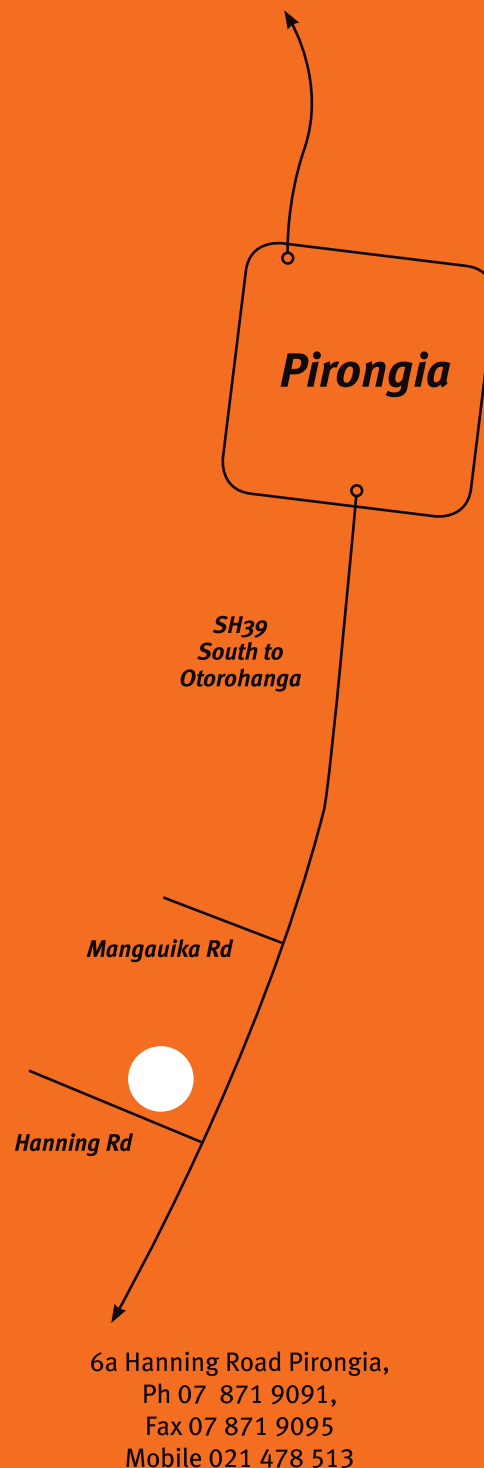 Pirongia
SH39
South to
Otorohanga
Mangauika Rd
Hanning Rd
6a Hanning Road Pirongia,
Ph 07  871 9091,
Fax 07 871 9095
Mobile 021 478 513